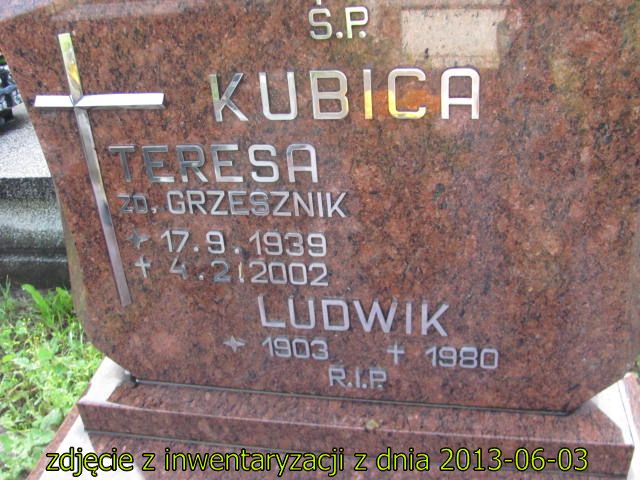 Ś.P.
KUBICA
TERESA
ZD. GRZESZNIK
* 17.9.1939
+ 4.2.2002
LUDWIK
* 1903 + 1980
R.I.P.
zdjęcie z inwentaryzacji z dnia 2013-06-03